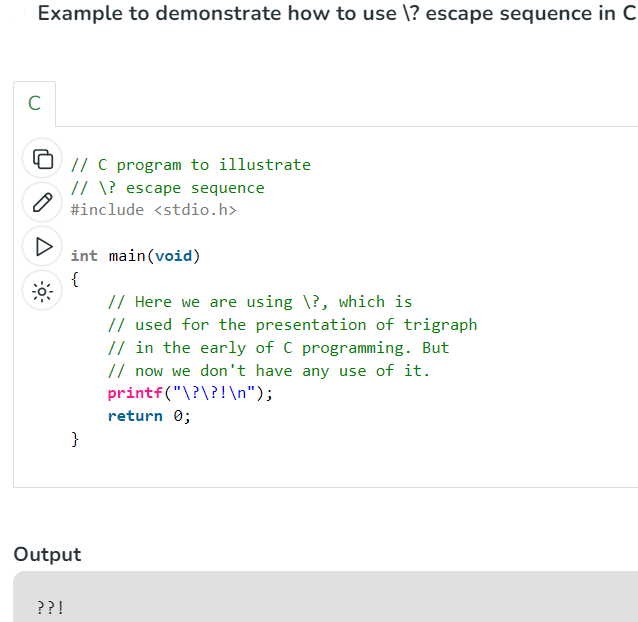 Example to demonstrate how to use \? escape sequence in C
C
// C program to illustrate
// \? escape sequence
#include <stdio.h>
int main(void)
{
// Here we are using \?, which is
// used for the presentation of trigraph
// in the early of C programming. But
// now we don't have any use of it.
printf("\?\?!\n");
return 0;
}
Output
??!